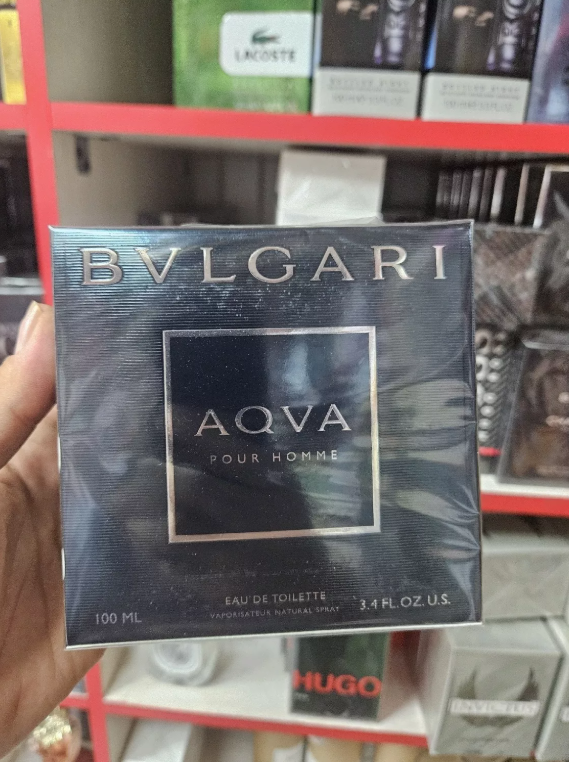 LACOSTE
BVLGARI
AQVA
POUR HOMME
EAU DE TOILETTE
VAPORISATEUR NATURAL SPRAY
100 ML
3.4 FL.OZ. U.S.
HUGO
INVICTUS